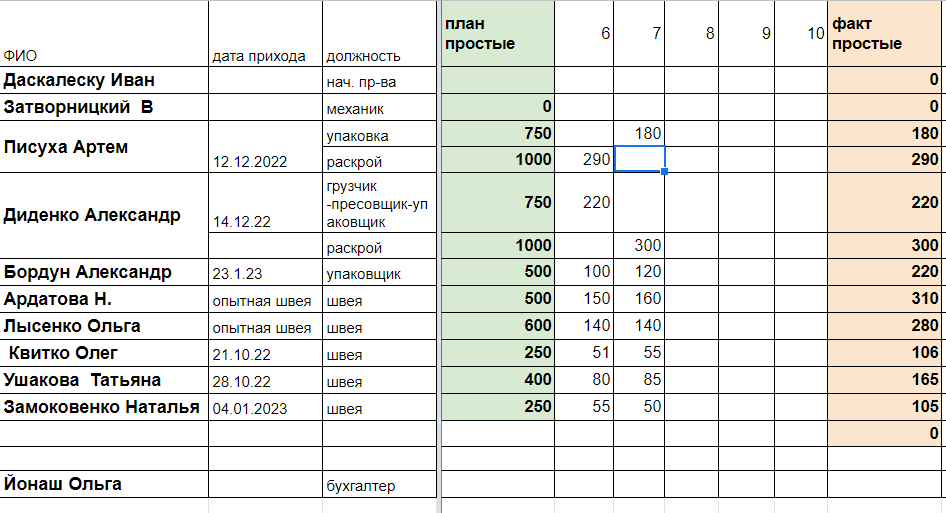 ФИО дата прихода должность план простые 6 7 8 9 10 факт простые
Даскалеску Иван нач. пр-ва 0
Затворницкий В механик 0 0
Писуха Артем 12.12.2022 упаковка 750 180 180
раскрой 1000 290 290
Диденко Александр 14.12.22 грузчик -пресовщик-уп аковщик 750 220 220
раскрой 1000 300 300
Бордун Александр 23.1.23 упаковщик 500 100 120 220
Ардатова Н. опытная швея швея 500 150 160 310
Лысенко Ольга опытная швея швея 600 140 140 280
Квитко Олег 21.10.22 швея 250 51 55 106
Ушакова Татьяна 28.10.22 швея 400 80 85 165
Замоковенко Наталья 04.01.2023 швея 250 55 50 105
0
Йонаш Ольга бухгалтер